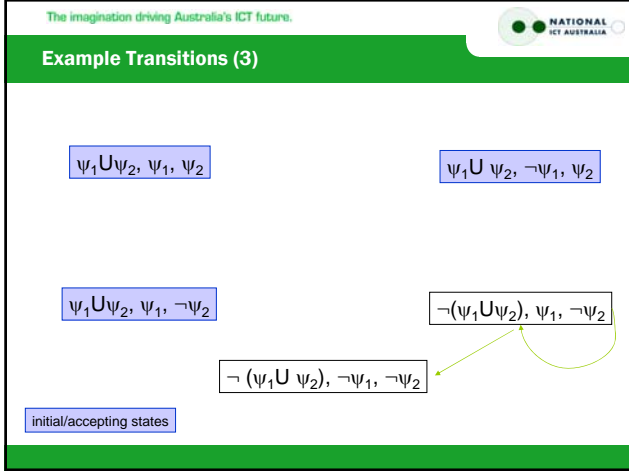 The imagination driving Australia's ICT future.
NATIONAL
ICT AUSTRALIA
Example Transitions (3)
ψ₁Uψ₂, ψ₁, ψ₂
ψ₁U ψ₂, ¬ψ₁, ψ₂
ψ₁Uψ₂, ψ₁, ¬ψ₂
¬(ψ₁Uψ₂), ψ₁, ¬ψ₂
¬ (ψ₁U ψ₂), ¬ψ₁, ¬ψ₂
initial/accepting states